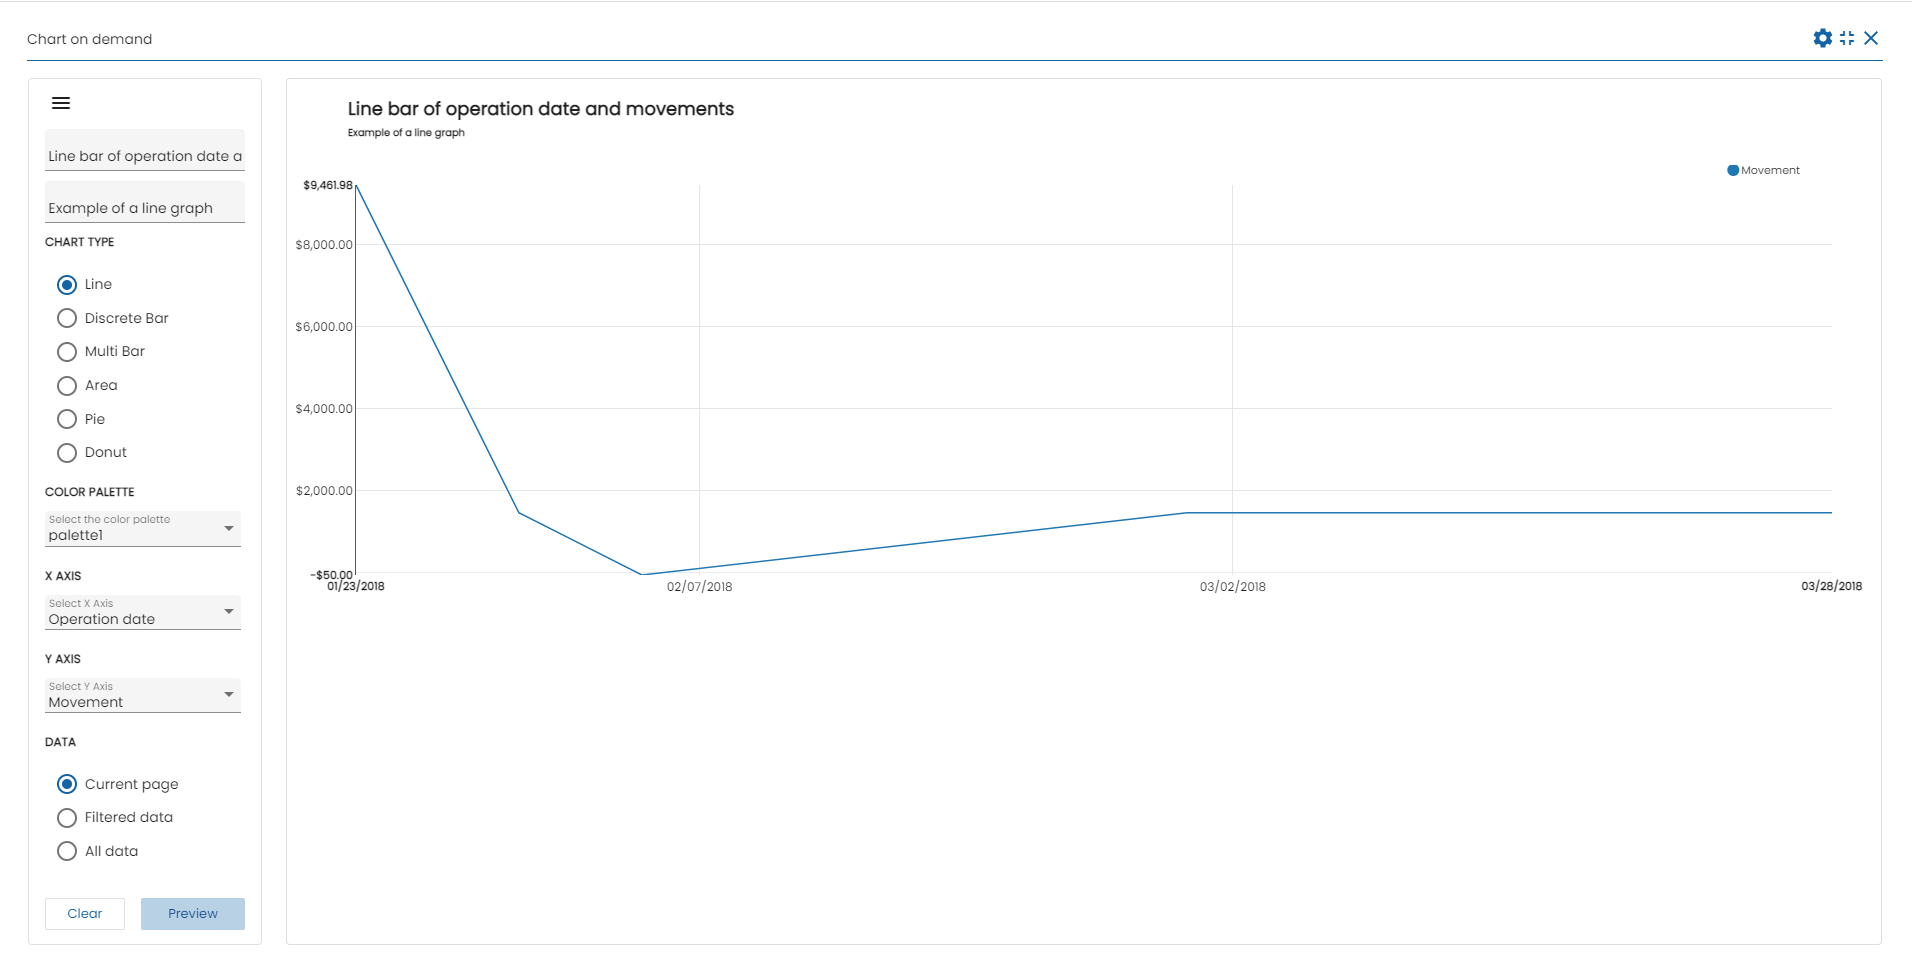 Chart on demand
Line bar of operation date a
Example of a line graph
CHART TYPE
Line
Discrete Bar
Multi Bar
Area
Pie
Donut
COLOR PALETTE
Select the color palette
palette1
X AXIS
Select X Axis
Operation date
Y AXIS
Select Y Axis
Movement
DATA
Current page
Filtered data
All data
Clear Preview
Line bar of operation date and movements
Example of a line graph
Movement
$9,461.98
$8,000.00
$6,000.00
$4,000.00
$2,000.00
-$50.00
01/23/2018 02/07/2018 03/02/2018 03/28/2018